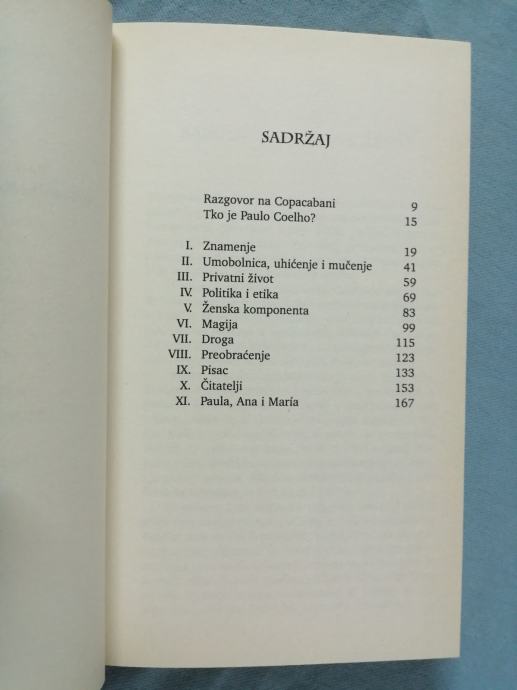 SADRŽAJ
Razgovor na Copacabani 9
Tko je Paulo Coelho? 15
I. Znamenje 19
II. Umobolnica, uhićenje i mučenje 41
III. Privatni život 59
IV. Politika i etika 69
V. Ženska komponenta 83
VI. Magija 99
VII. Droga 115
VIII. Preobraćenje 123
IX. Pisac 133
X. Čitatelji 153
XI. Paula, Ana i María 167